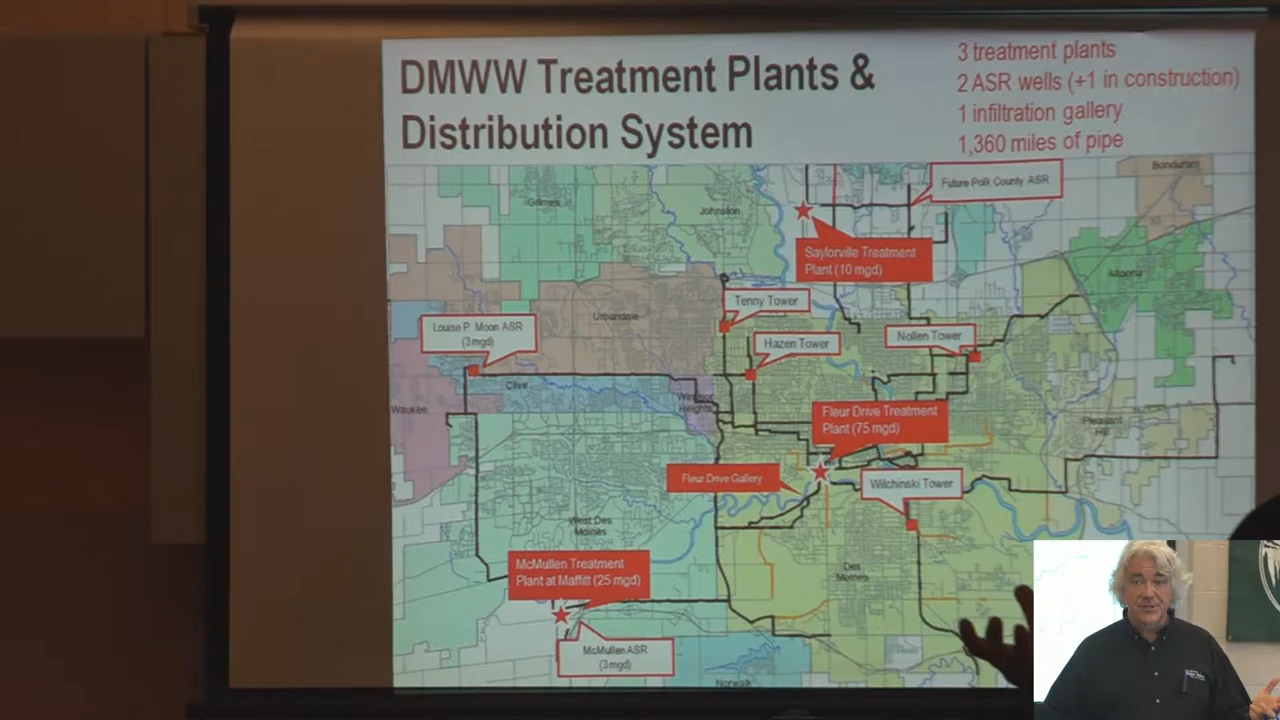 DMWW Treatment Plants &
Distribution System
3 treatment plants
2 ASR wells (+1 in construction)
1 infiltration gallery
1,360 miles of pipe
Bondurant
Future Polk County ASR
Grimes
Johnston
Saylorville Treatment
Plant (10 mgd)
Altoona
Tenny Tower
Urbandale
Louise P. Moon ASR
(3 mgd)
Hazen Tower
Nollen Tower
Clive
Windsor
Heights
Waukee
Fleur Drive Treatment
Plant (75 mgd)
Pleasant
Hill
Fleur Drive Gallery
Wilchinski Tower
West Des
Moines
McMullen Treatment
Plant at Maffitt (25 mgd)
Des
Moines
McMullen ASR
(3 mgd)
Norwalk